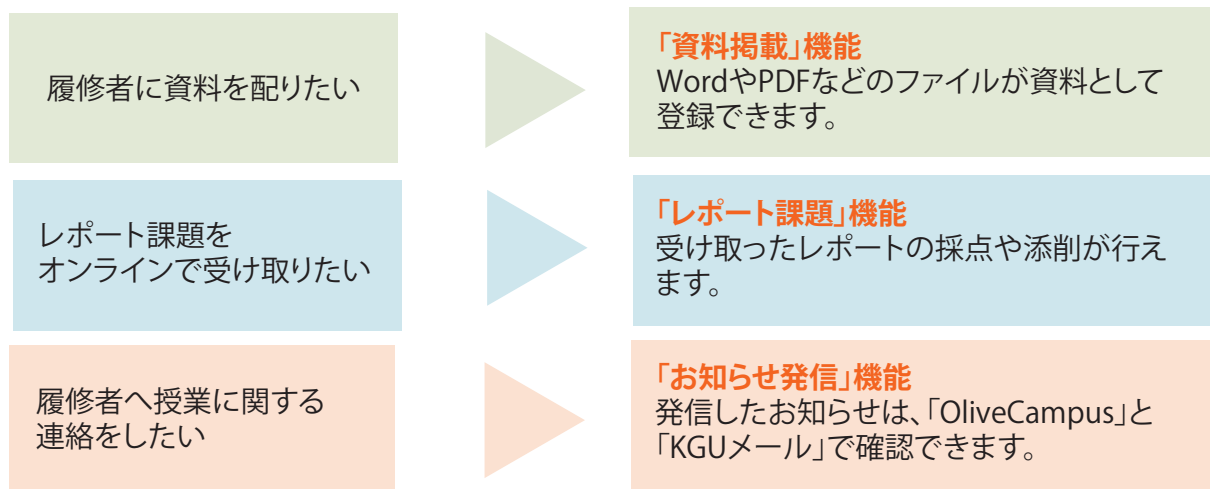 履修者に資料を配りたい
「資料掲載」機能
WordやPDFなどのファイルが資料として
登録できます。
レポート課題を
オンラインで受け取りたい
「レポート課題」機能
受け取ったレポートの採点や添削が行え
ます。
履修者へ授業に関する
連絡をしたい
「お知らせ発信」機能
発信したお知らせは、「OliveCampus」と
「KGUメール」で確認できます。